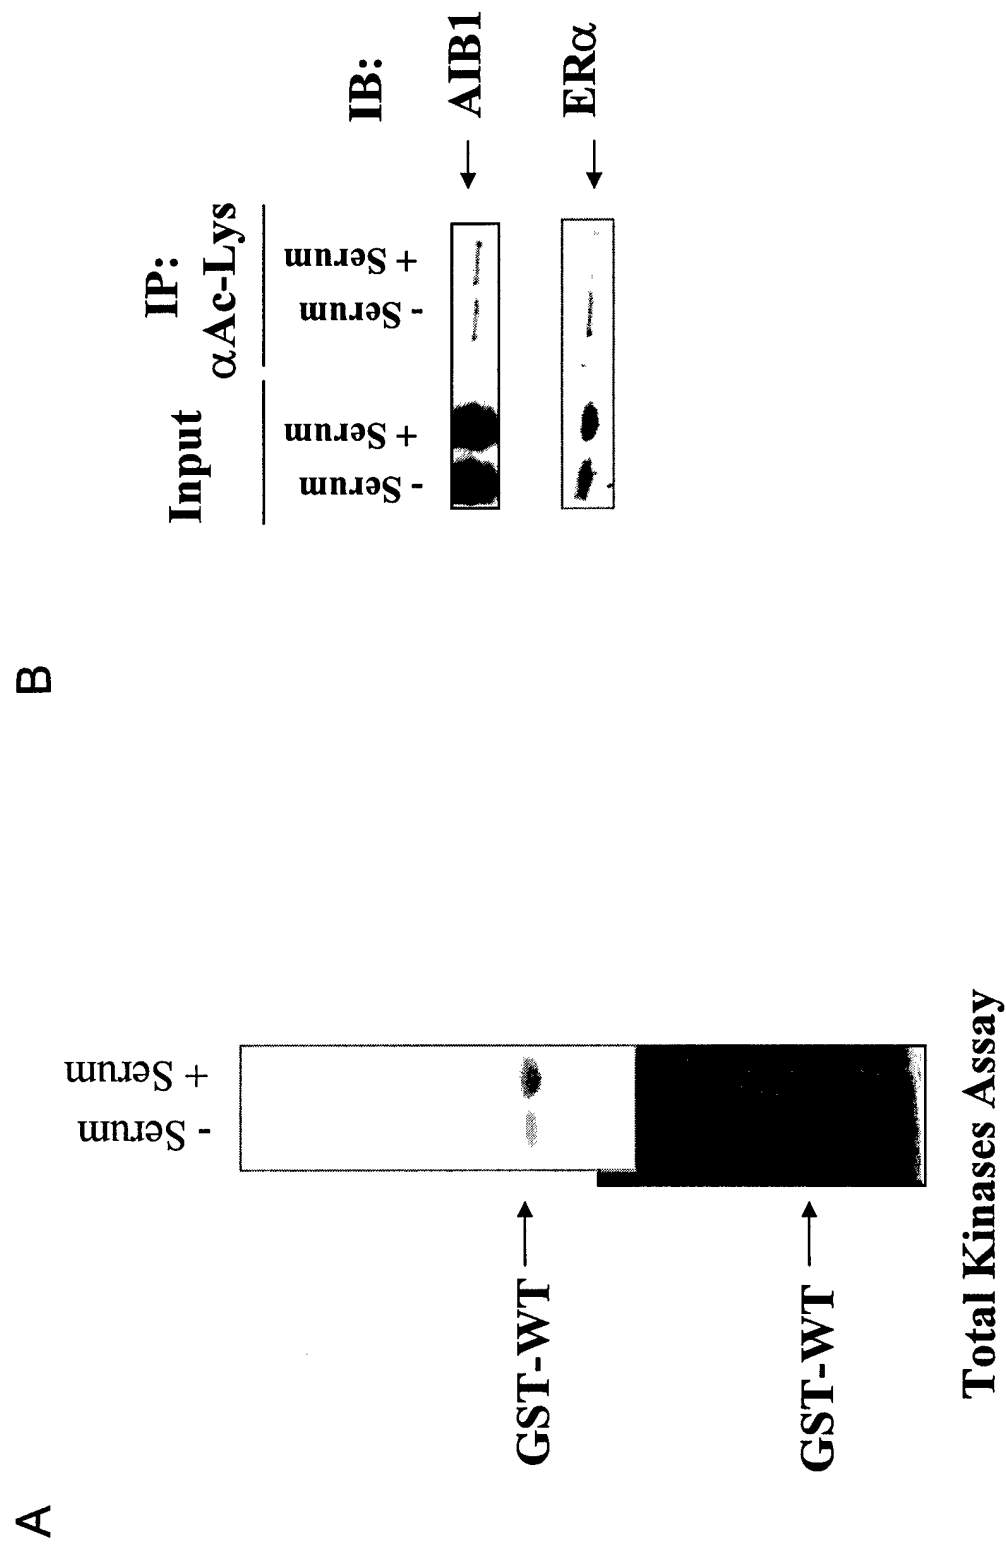 A
- Serum
+ Serum
GST-WT
GST-WT
Total Kinases Assay
B
Input
IP:
αAc-Lys
- Serum
+ Serum
- Serum
+ Serum
IB:
AIB1
ERα